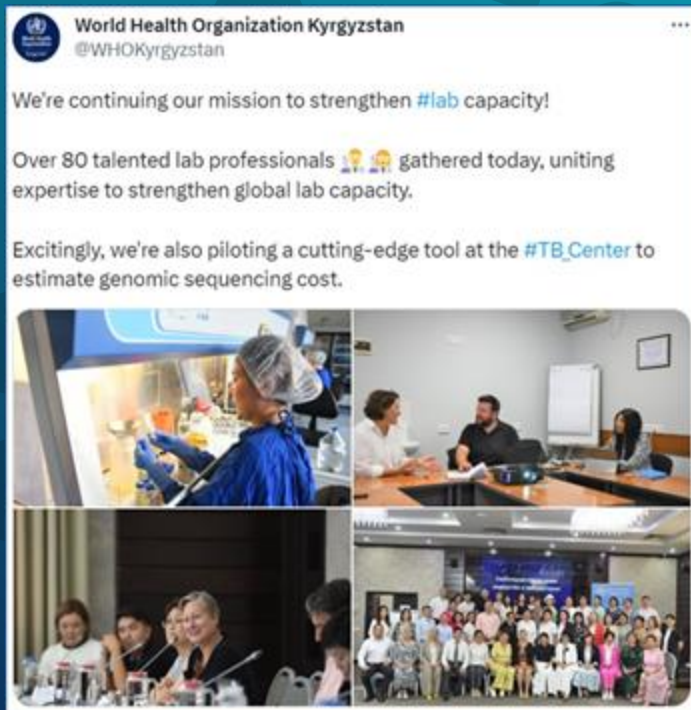 World Health Organization Kyrgyzstan
@WHOKyrgyzstan
We're continuing our mission to strengthen #lab capacity!
Over 80 talented lab professionals 👩‍🔬 👩‍🔬 gathered today, uniting
expertise to strengthen global lab capacity.
Excitingly, we're also piloting a cutting-edge tool at the #TB_Center to
estimate genomic sequencing cost.